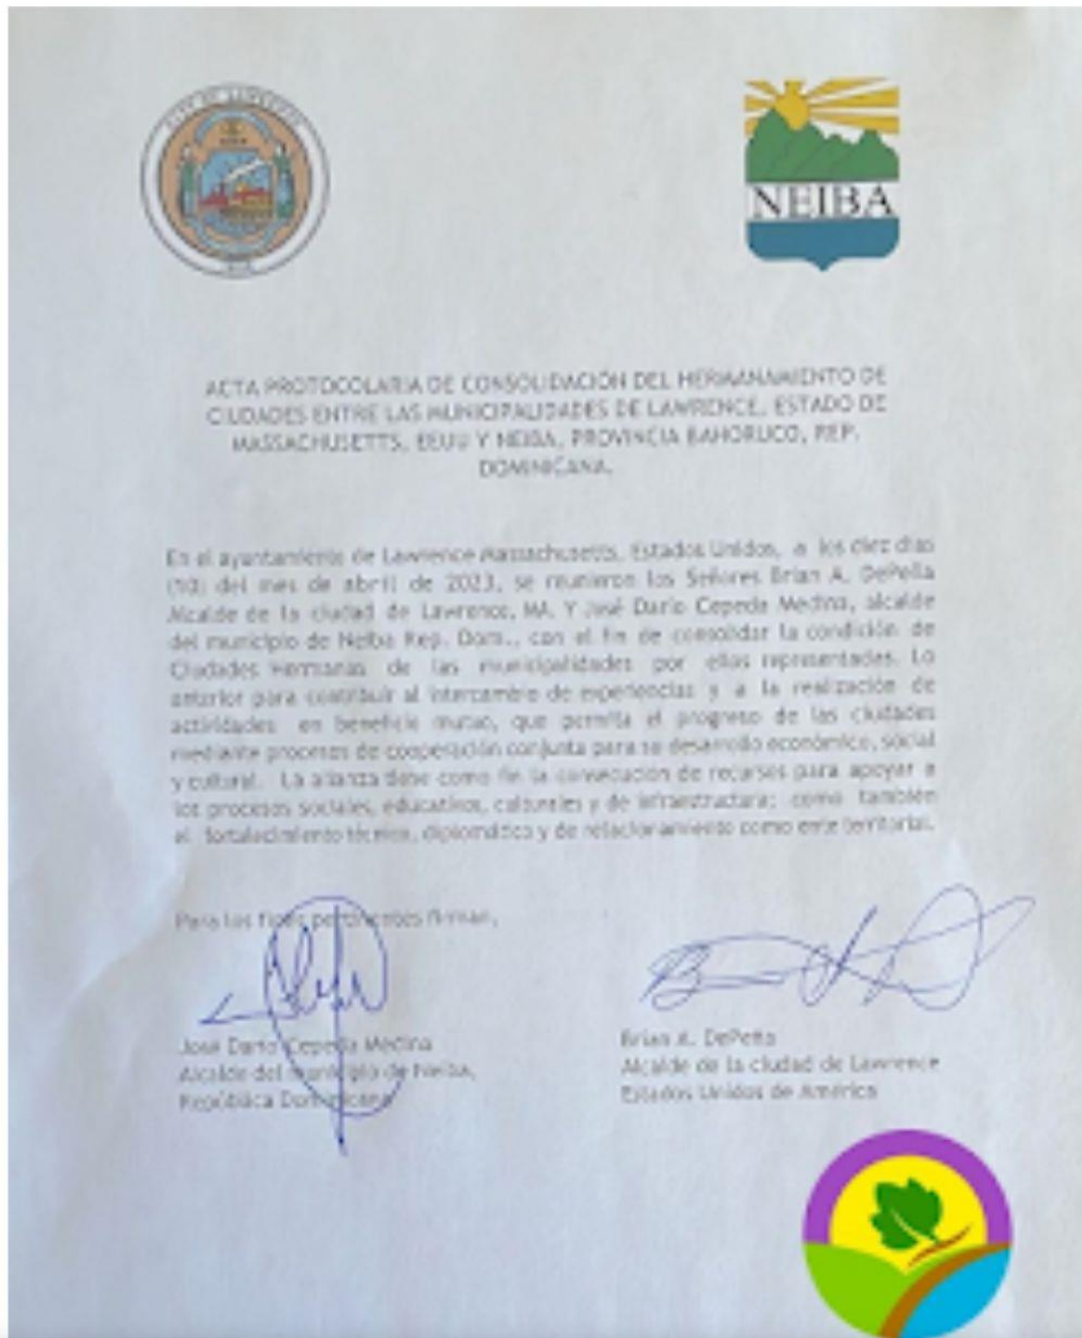 CITY OF LAWRENCE
NEIBA
ACTA PROTOCOLARIA DE CONSOLIDACIÓN DEL HERMANAMIENTO DE
CIUDADES ENTRE LAS MUNICIPALIDADES DE LAWRENCE, ESTADO DE
MASSACHUSETTS, EEUU Y NEIBA, PROVINCIA BAHORUCO, REP.
DOMINICANA.
En el ayuntamiento de Lawrence Massachusetts, Estados Unidos, a los diez días
(10) del mes de abril de 2023, se reunieron los Señores Brian A. DePeña
Alcalde de la ciudad de Lawrence, MA. Y José Dario Cepeda Medina, alcalde
del municipio de Neiba Rep. Dom., con el fin de consolidar la condición de
Ciudades Hermanas de las municipalidades por ellos representadas. Lo
anterior para contribuir al intercambio de experiencias y a la realización de
actividades en beneficio mutuo, que permita el progreso de las ciudades
mediante procesos de cooperación conjunta para su desarrollo económico, social
y cultural. La alianza tiene como fin la consecución de recursos para apoyar a
los procesos sociales, educativos, culturales y de infraestructura; como también
el fortalecimiento técnico, diplomático y de relacionamiento como ente territorial.
Para los fines pertinentes firman,
José Dario Cepeda Medina
Alcalde del municipio de Neiba,
República Dominicana
Brian A. DePeña
Alcalde de la ciudad de Lawrence
Estados Unidos de América